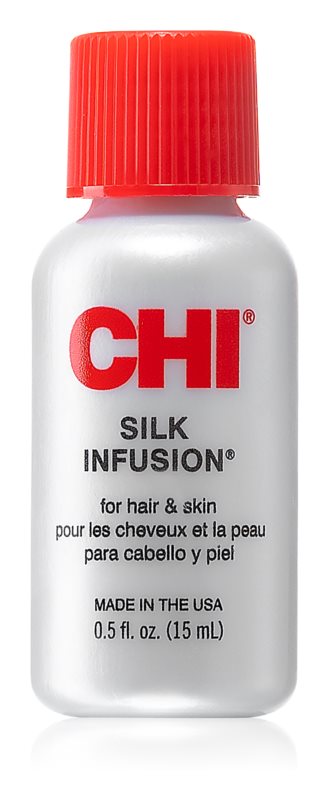 CHI®
SILK
INFUSION®
for hair & skin
pour les cheveux et la peau
para cabello y piel
MADE IN THE USA
0.5 fl. oz. (15 mL)